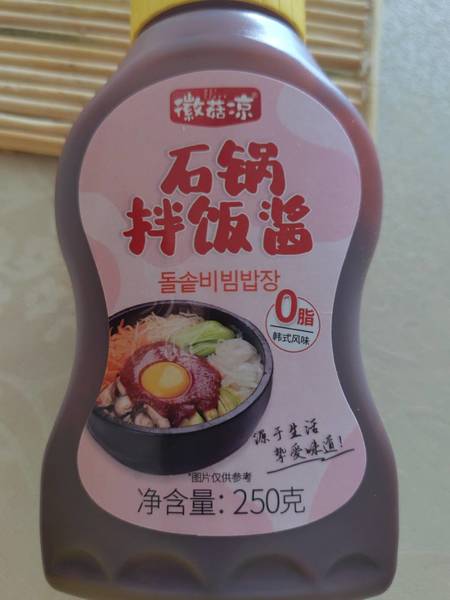 徽菇凉
石锅
拌饭酱
돌솥비빔밥장
0脂
韩式风味
源于生活
挚爱味道！
*图片仅供参考
净含量：250克